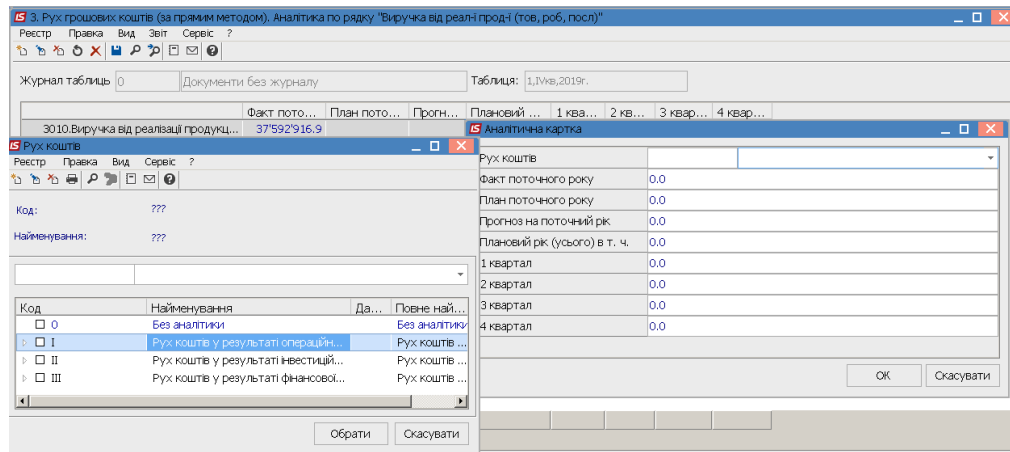 3. Рух грошових коштів (за прямим методом). Аналітика по рядку "Виручка від реал-ї прод-ї (тов, роб, посл)"
Реєстр Правка Вид Звіт Сервіс ?
Журнал таблиць 0 Документи без журналу Таблиця: 1,IVкв,2019г.
Факт пото... План пото... Прогн... Плановий ... 1 ква... 2 кв... 3 квар... 4 квар...
3010.Виручка від реалізації продукц... 37'592'916.9
Рух коштів
Реєстр Правка Вид Сервіс ?
Код: ???
Найменування: ???
Код Найменування Да... Повне най...
0 Без аналітики Без аналітики
I Рух коштів у результаті операційн... Рух коштів ...
II Рух коштів у результаті інвестицій... Рух коштів ...
III Рух коштів у результаті фінансової... Рух коштів ...
Обрати Скасувати
Аналітична картка
Рух коштів
Факт поточного року 0.0
План поточного року 0.0
Прогноз на поточний рік 0.0
Плановий рік (усього) в т. ч. 0.0
1 квартал 0.0
2 квартал 0.0
3 квартал 0.0
4 квартал 0.0
OK Скасувати